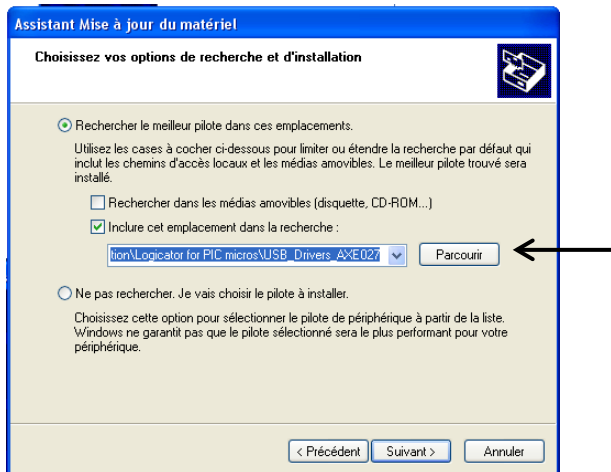 Assistant Mise à jour du matériel
Choisissez vos options de recherche et d'installation
Rechercher le meilleur pilote dans ces emplacements.
Utilisez les cases à cocher ci-dessous pour limiter ou étendre la recherche par défaut qui
inclut les chemins d'accès locaux et les médias amovibles. Le meilleur pilote trouvé sera
installé.
Rechercher dans les médias amovibles (disquette, CD-ROM...)
Inclure cet emplacement dans la recherche :
tion\Logicator for PIC micros\USB_Drivers_AXE027
Parcourir
Ne pas rechercher. Je vais choisir le pilote à installer.
Choisissez cette option pour sélectionner le pilote de périphérique à partir de la liste.
Windows ne garantit pas que le pilote sélectionné sera le plus performant pour votre
périphérique.
< Précédent Suivant > Annuler